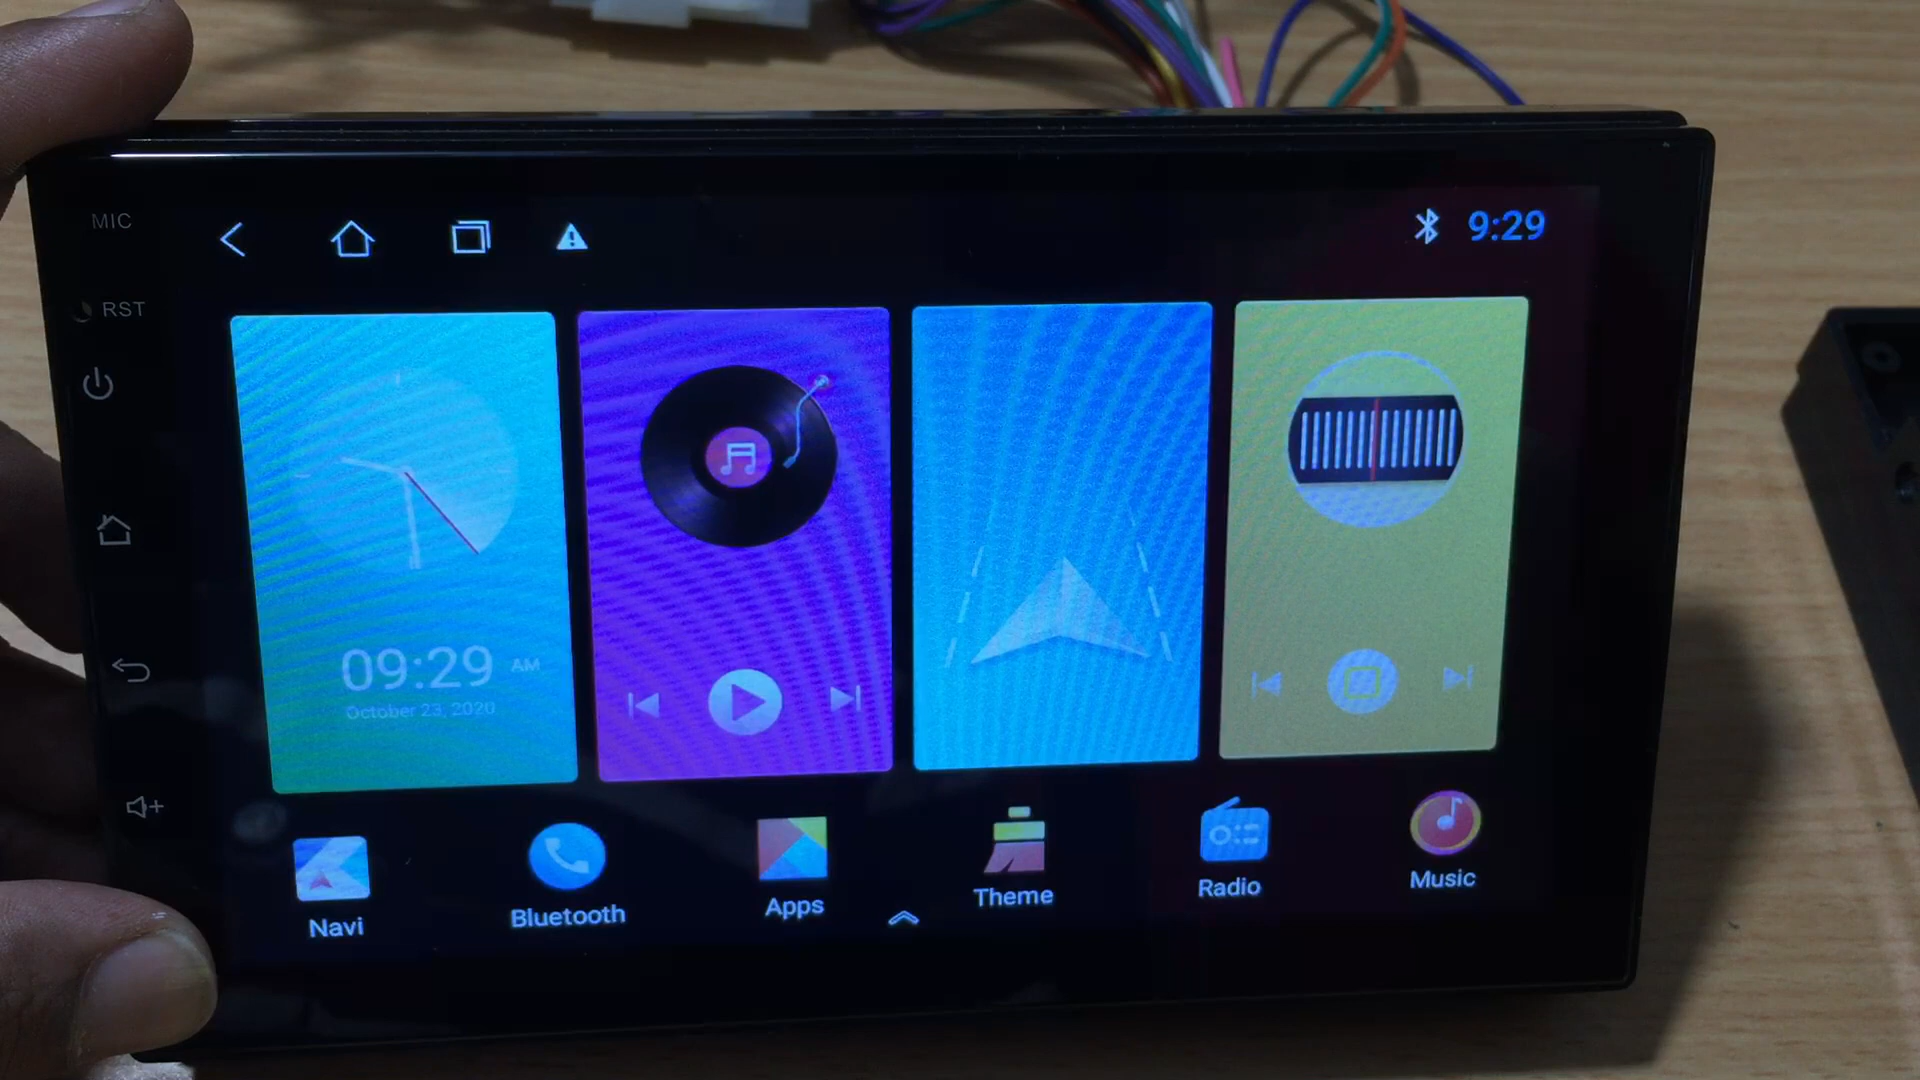 MIC
9:29
RST
09:29 AM
October 23, 2020
Navi
Bluetooth
Apps
Theme
Radio
Music